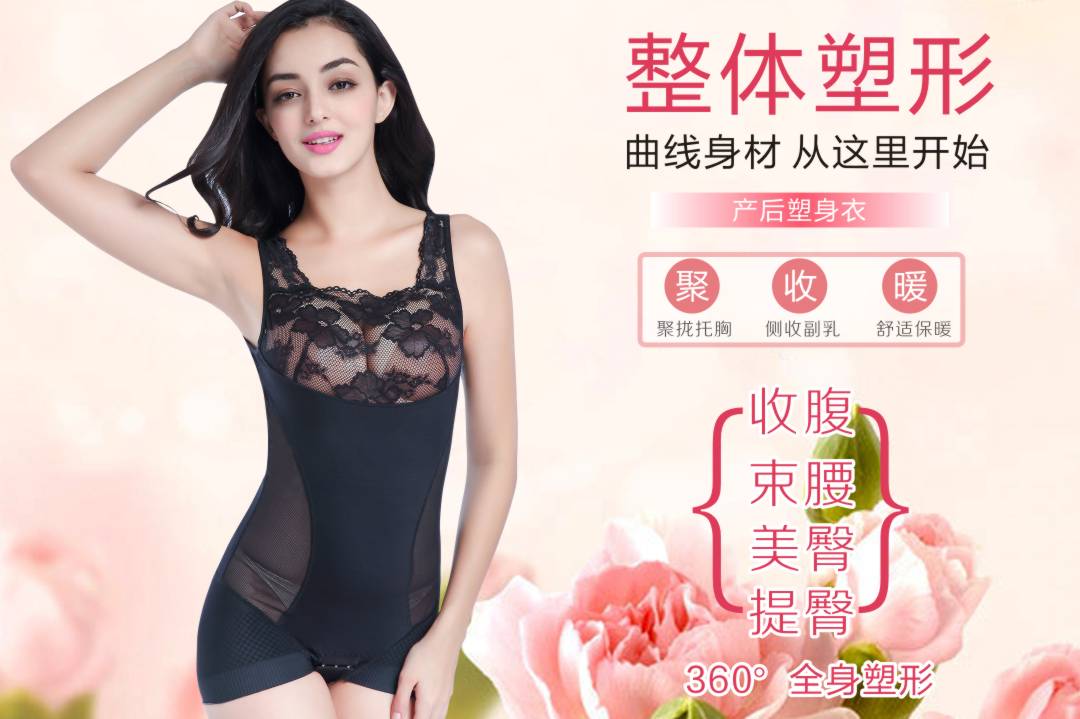 整体塑形
曲线身材 从这里开始
产后塑身衣
聚 收 暖
聚拢托胸 侧收副乳 舒适保暖
收腹
束腰
美臀
提臀
360° 全身塑形